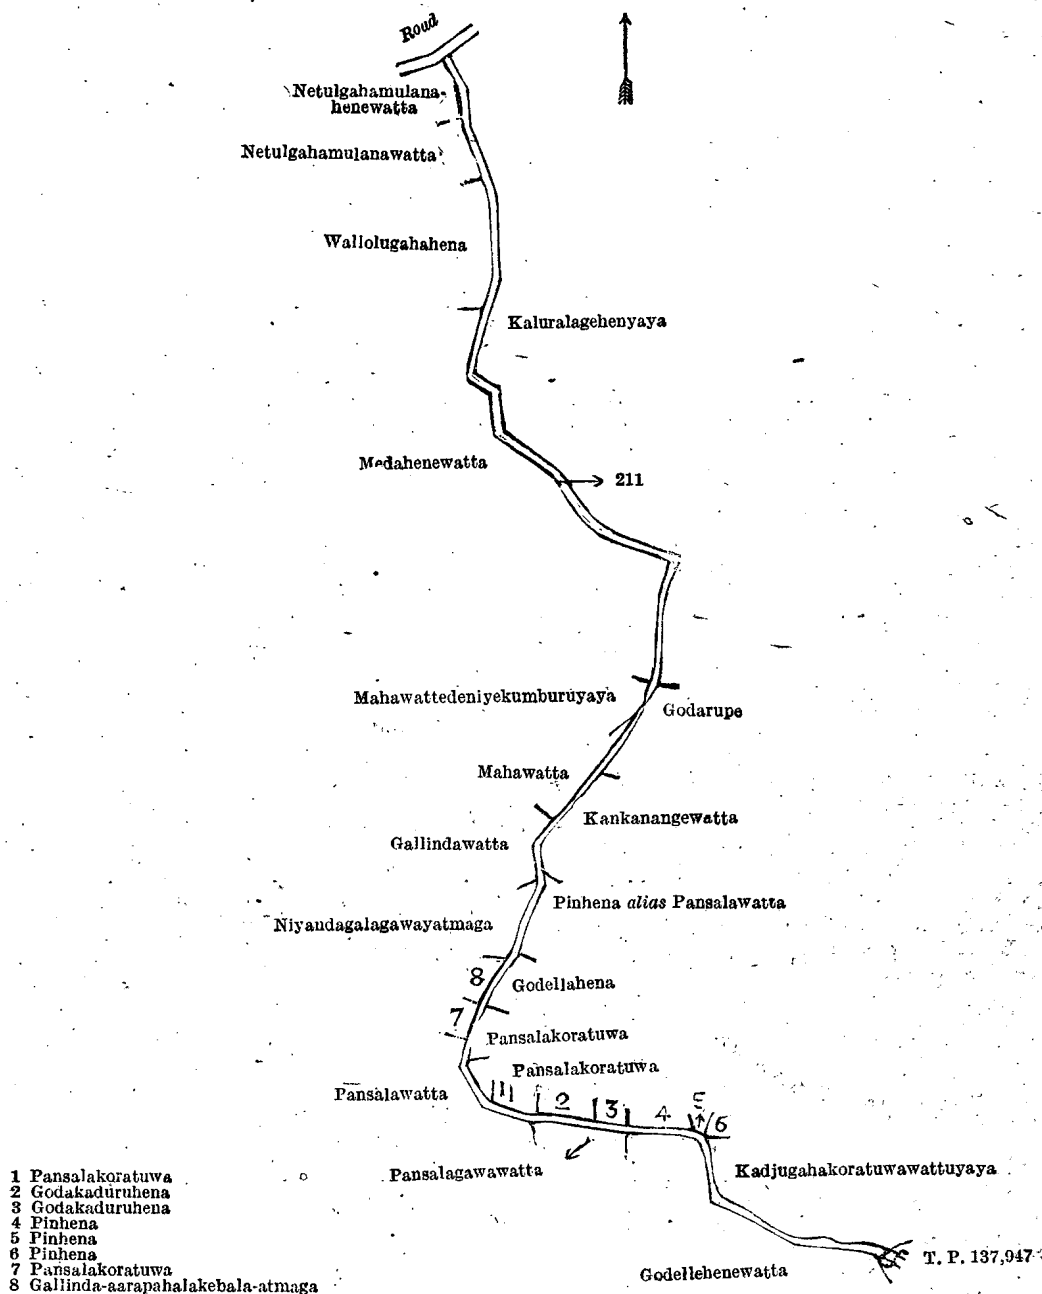 Road
Netulgahamulana-
henewatta
Netulgahamulanawatta
Wallolugahahena
Kaluralagehenyaya
Medahenewatta
211
Mahawattedeniyekumburuyaya
Godarupe
Mahawatta
Kankanangewatta
Gallindawatta
Pinhena alias Pansalawatta
Niyandagalagawayatmaga
8
Godellahena
7
Pansalakoratuwa
Pansalakoratuwa
Pansalawatta
1 2 3 4 5 6
Pansalagawawatta
Kadjugahakoratuwawattuyaya
1 Pansalakoratuwa
2 Godakaduruhena
3 Godakaduruhena
4 Pinhena
5 Pinhena
6 Pinhena
7 Pansalakoratuwa
8 Gallinda-aarapahalakebala-atmaga
T. P. 137,947
Godellehenewatta